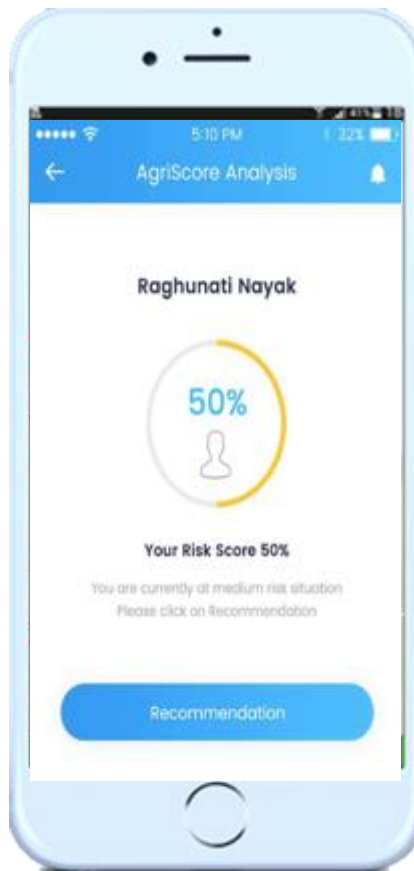 5:10 PM
32%
AgriScore Analysis
Raghunati Nayak
50%
Your Risk Score 50%
You are currently at medium risk situation
Please click on Recommendation
Recommendation